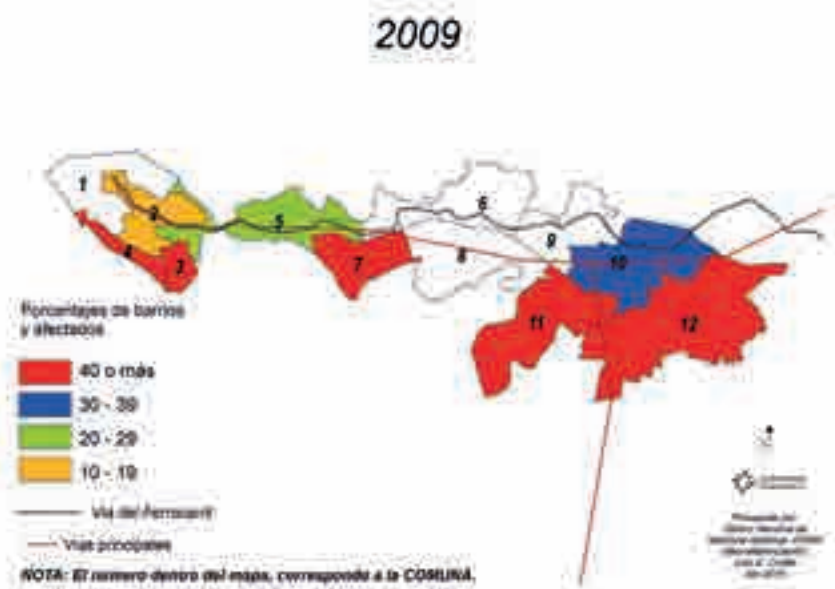 2009
1
2
3
4
5
6
7
8
9
10
11
12
Porcentajes de barrios
y afectados
40 o más
30 - 39
20 - 29
10 - 19
Vía del Ferrocarril
Vías principales
NOTA: El número dentro del mapa, corresponde a la COMUNA.